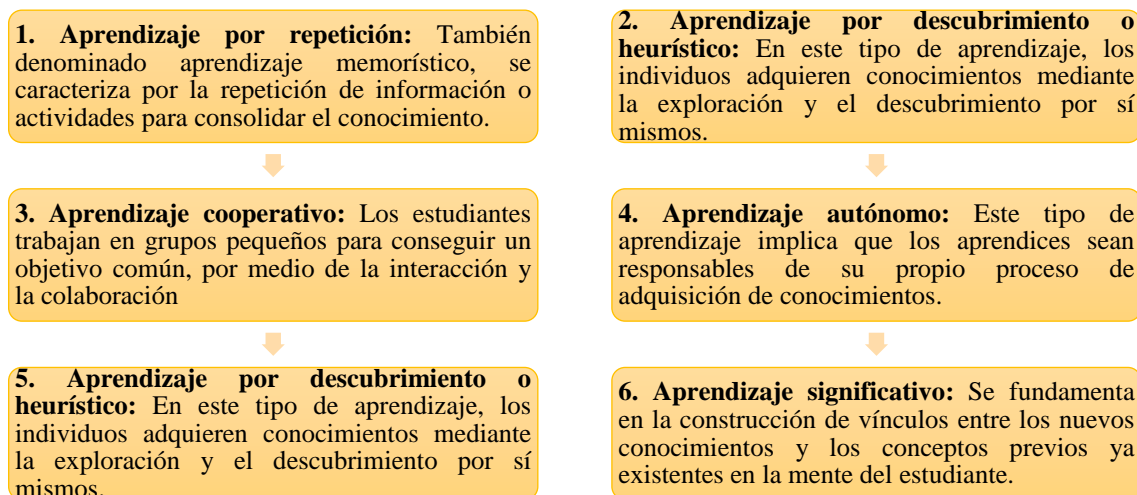 1. Aprendizaje por repetición: También
denominado aprendizaje memorístico, se
caracteriza por la repetición de información o
actividades para consolidar el conocimiento.
2. Aprendizaje por descubrimiento o
heurístico: En este tipo de aprendizaje, los
individuos adquieren conocimientos mediante
la exploración y el descubrimiento por sí
mismos.
3. Aprendizaje cooperativo: Los estudiantes
trabajan en grupos pequeños para conseguir un
objetivo común, por medio de la interacción y
la colaboración
4. Aprendizaje autónomo: Este tipo de
aprendizaje implica que los aprendices sean
responsables de su propio proceso de
adquisición de conocimientos.
5. Aprendizaje por descubrimiento o
heurístico: En este tipo de aprendizaje, los
individuos adquieren conocimientos mediante
la exploración y el descubrimiento por sí
mismos.
6. Aprendizaje significativo: Se fundamenta
en la construcción de vínculos entre los nuevos
conocimientos y los conceptos previos ya
existentes en la mente del estudiante.